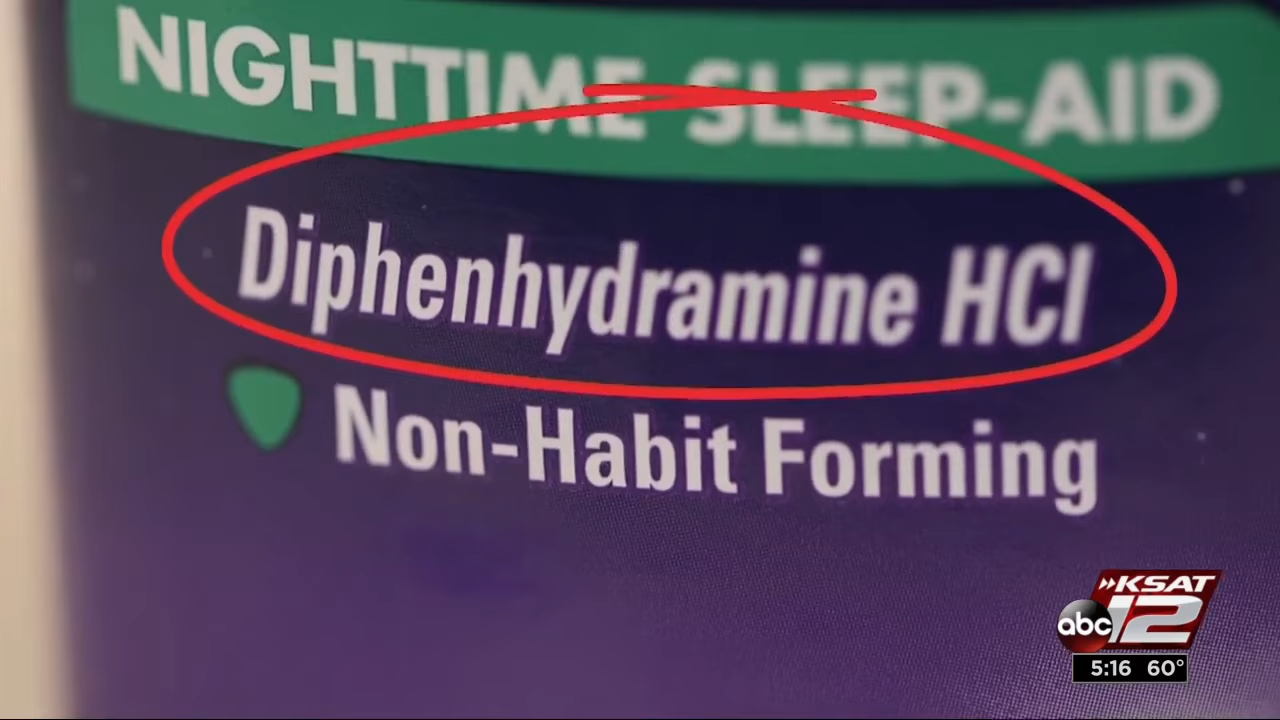 NIGHTTIME SLEEP-AID
Diphenhydramine HCl
Non-Habit Forming
KSAT
abc 12
5:16 60°